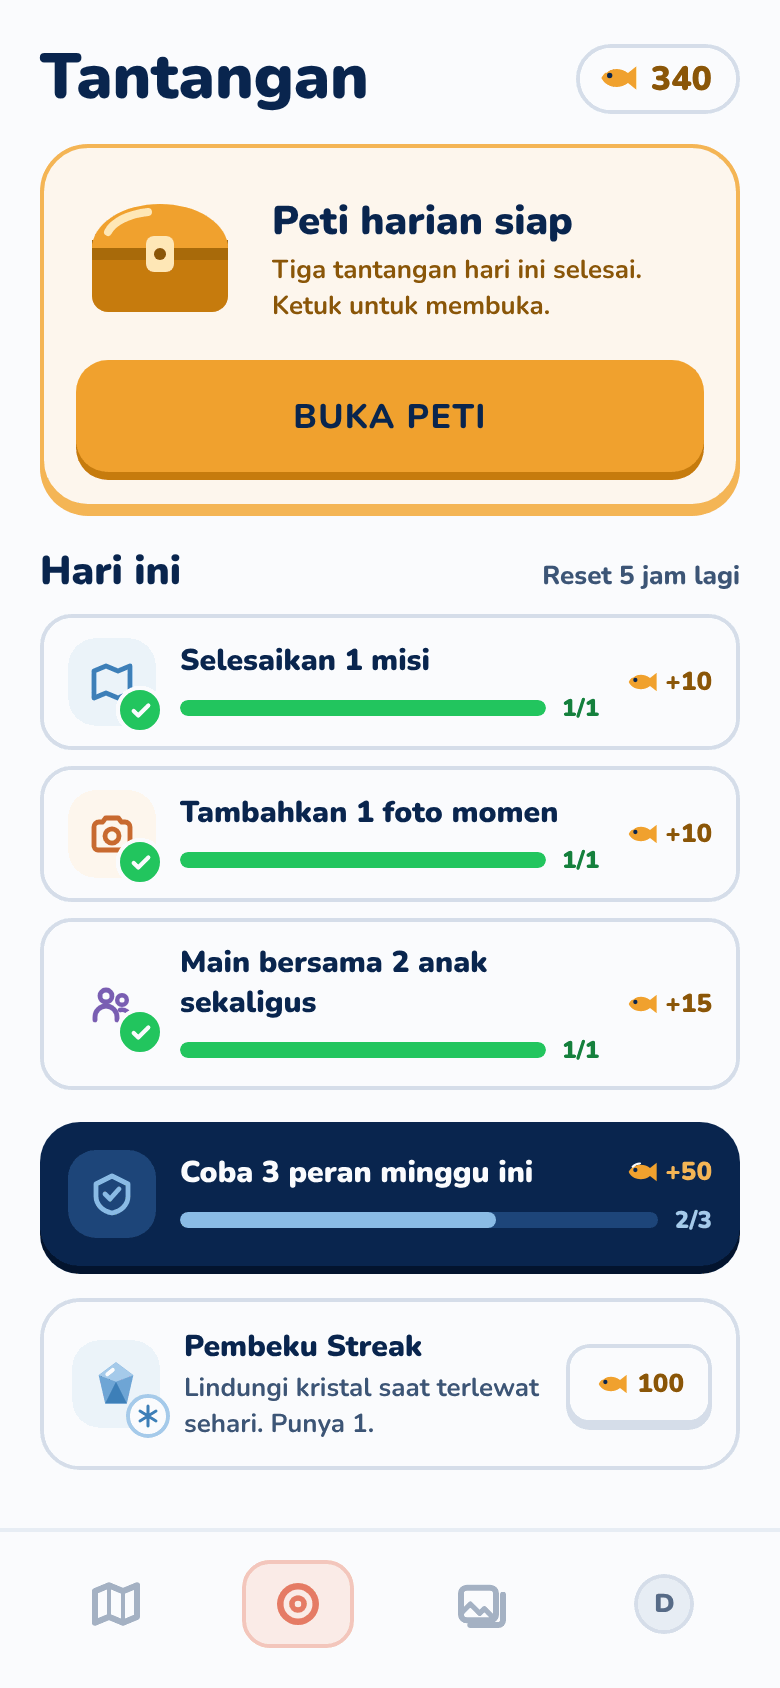 Tantangan
340
Peti harian siap
Tiga tantangan hari ini selesai.
Ketuk untuk membuka.
BUKA PETI
Hari ini
Reset 5 jam lagi
Selesaikan 1 misi
1/1
+10
Tambahkan 1 foto momen
1/1
+10
Main bersama 2 anak
sekaligus
1/1
+15
Coba 3 peran minggu ini
+50
2/3
Pembeku Streak
Lindungi kristal saat terlewat
sehari. Punya 1.
100
D